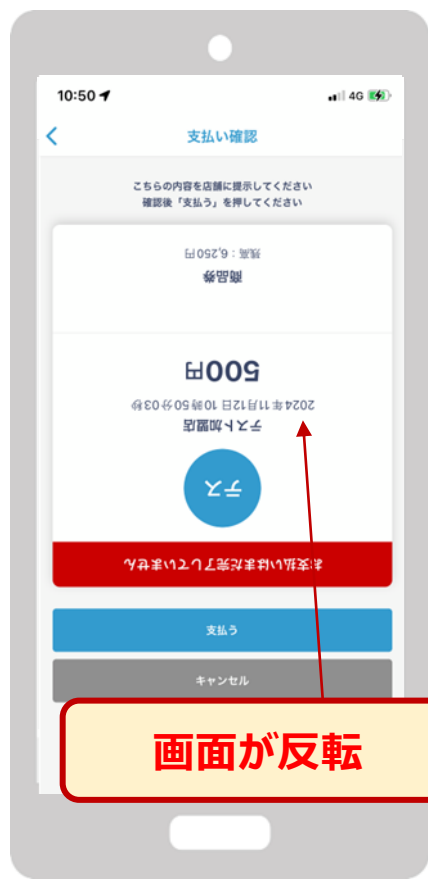 10:50
4G
支払い確認
こちらの内容を店舗に提示してください
確認後「支払う」を押してください
お支払いはまだ完了していません
テス
テスト加盟店
2024年11月12日 10時50分03秒
500円
商品券
残高：6,250円
支払う
キャンセル
画面が反転